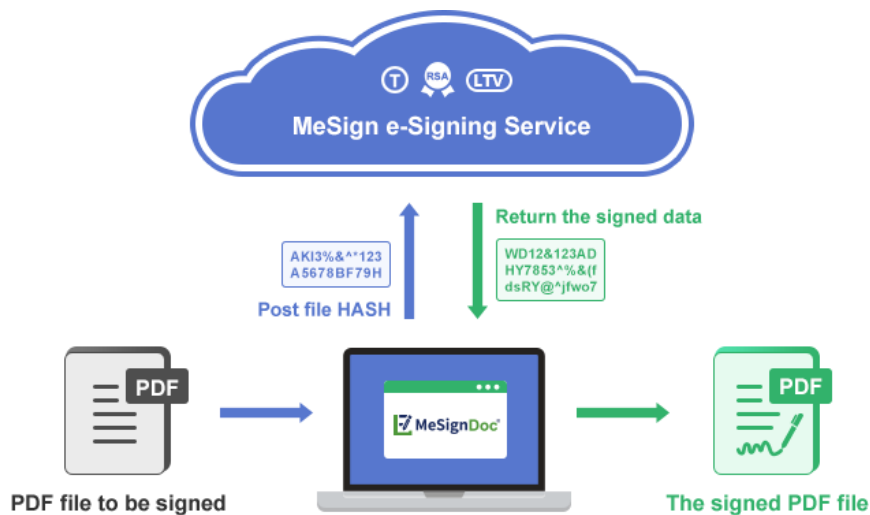 T RSA LTV
MeSign e-Signing Service
Return the signed data
AKI3%&^*123
A5678BF79H
WD12&123AD
HY7853^%&(f
dsRY@^jfwo7
Post file HASH
PDF
MeSignDoc®
PDF
PDF file to be signed
The signed PDF file